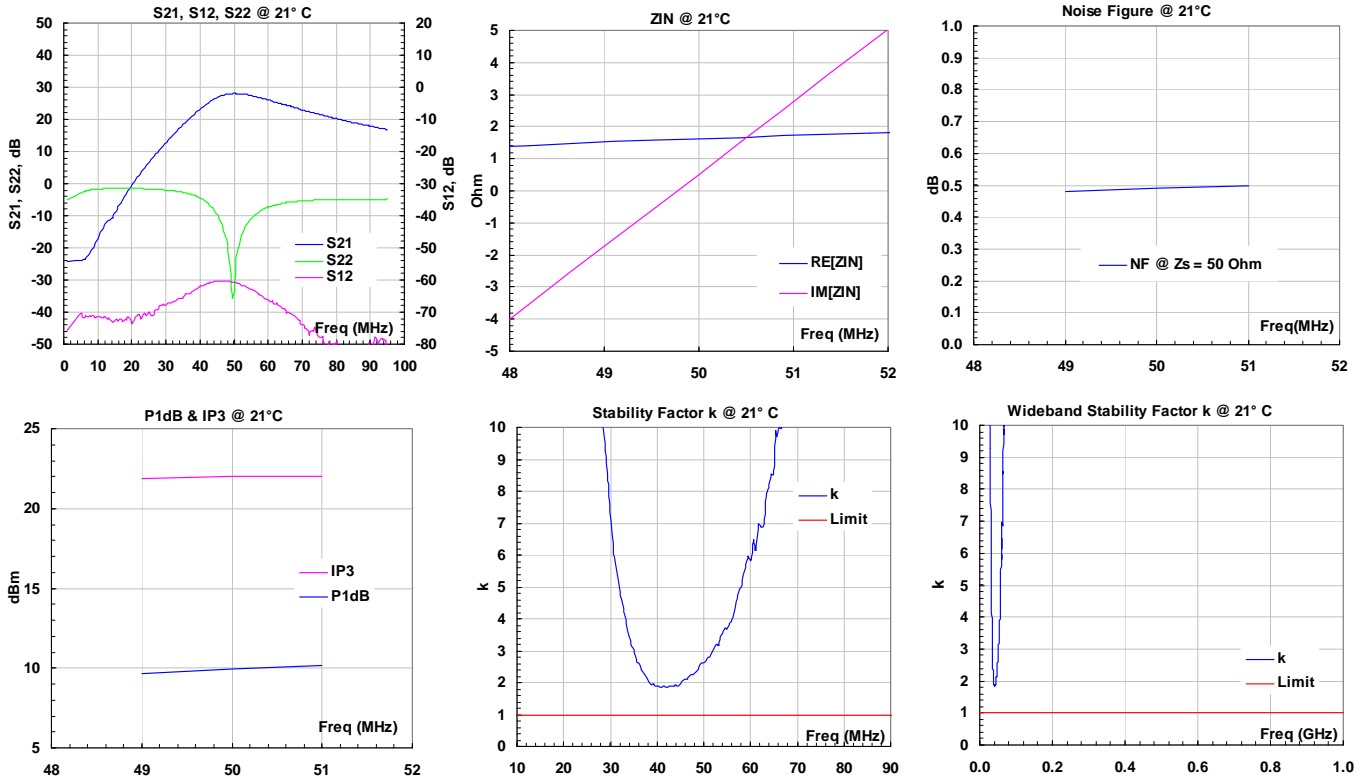 S21, S12, S22 @ 21° C
50
40
30
20
10
0
-10
-20
-30
-40
-50
S21, S22, dB
20
10
0
-10
-20
-30
-40
-50
-60
-70
-80
S12, dB
S21
S22
S12
Freq (MHz)
0 10 20 30 40 50 60 70 80 90 100
ZIN @ 21°C
5
4
3
2
1
0
-1
-2
-3
-4
-5
Ohm
RE[ZIN]
IM[ZIN]
Freq (MHz)
48 49 50 51 52
Noise Figure @ 21°C
1.0
0.9
0.8
0.7
0.6
0.5
0.4
0.3
0.2
0.1
0.0
dB
NF @ Zs = 50 Ohm
Freq(MHz)
48 49 50 51 52
P1dB & IP3 @ 21°C
25
20
15
10
5
dBm
IP3
P1dB
Freq (MHz)
48 49 50 51 52
Stability Factor k @ 21° C
10
9
8
7
6
5
4
3
2
1
0
k
k
Limit
Freq (MHz)
10 20 30 40 50 60 70 80 90
Wideband Stability Factor k @ 21° C
10
9
8
7
6
5
4
3
2
1
0
k
k
Limit
Freq (GHz)
0.0 0.2 0.4 0.6 0.8 1.0